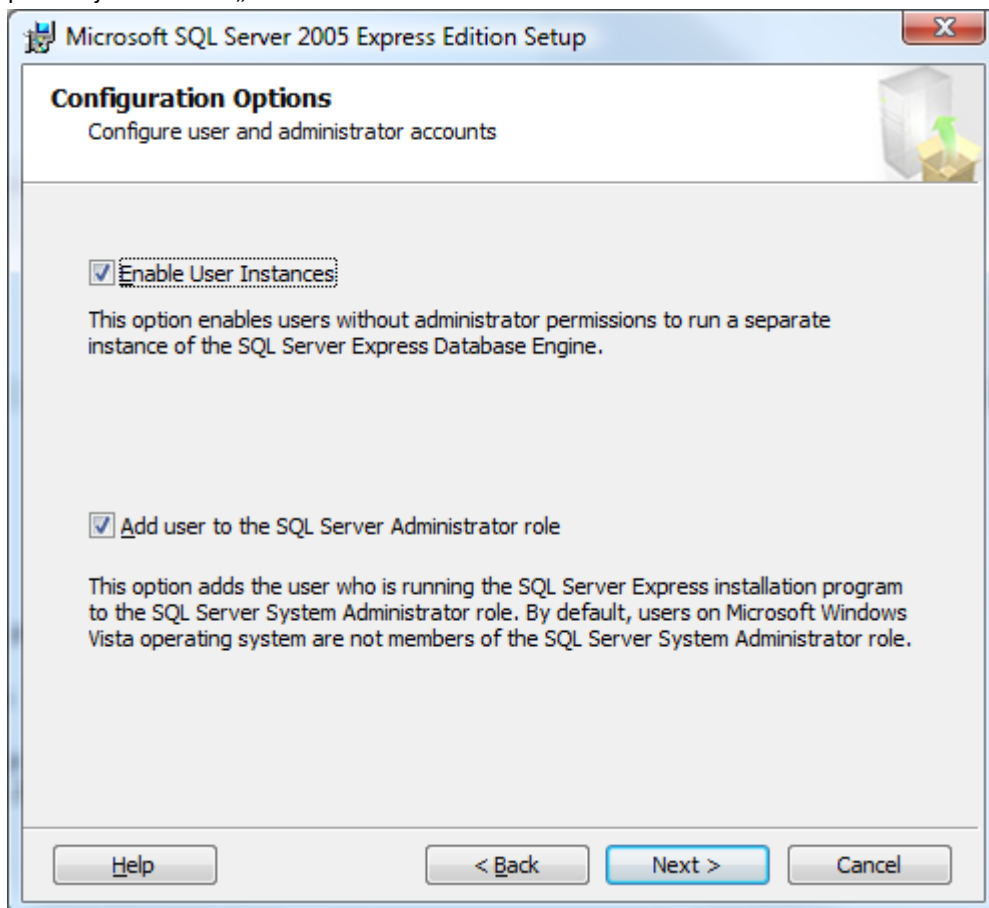 Microsoft SQL Server 2005 Express Edition Setup
Configuration Options
Configure user and administrator accounts
Enable User Instances
This option enables users without administrator permissions to run a separate
instance of the SQL Server Express Database Engine.
Add user to the SQL Server Administrator role
This option adds the user who is running the SQL Server Express installation program
to the SQL Server System Administrator role. By default, users on Microsoft Windows
Vista operating system are not members of the SQL Server System Administrator role.
Help
< Back
Next >
Cancel